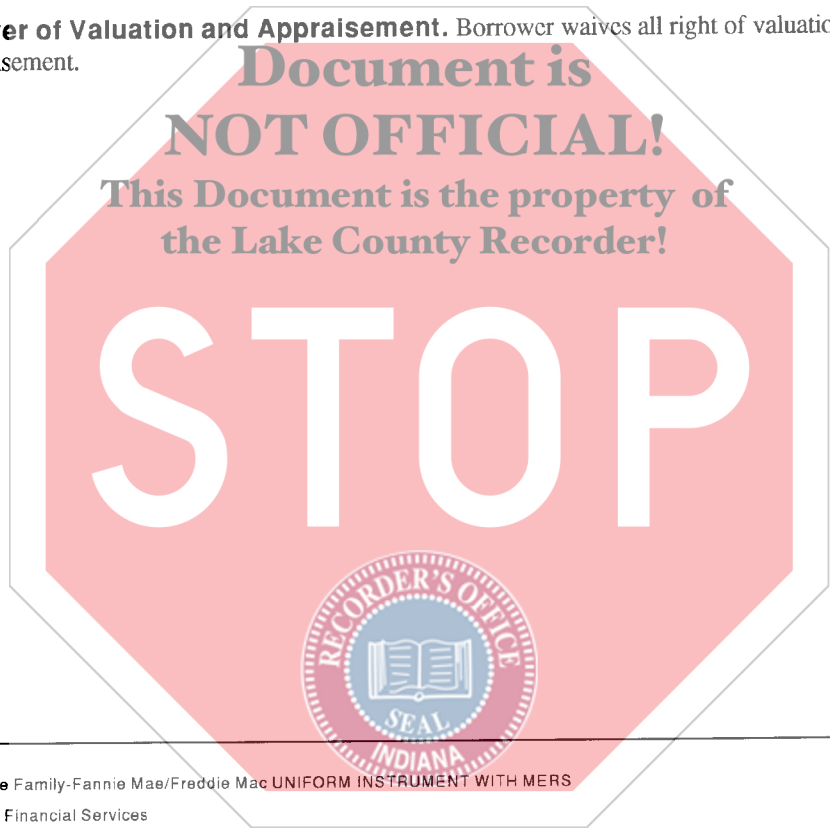 er of Valuation and Appraisement. Borrower waives all right of valuatio
sement.
Document is
NOT OFFICIAL!
This Document is the property of
the Lake County Recorder!
STOP
RECORDER'S OFFICE
SEAL
INDIANA
e Family-Fannie Mae/Freddie Mac UNIFORM INSTRUMENT WITH MERS
Financial Services